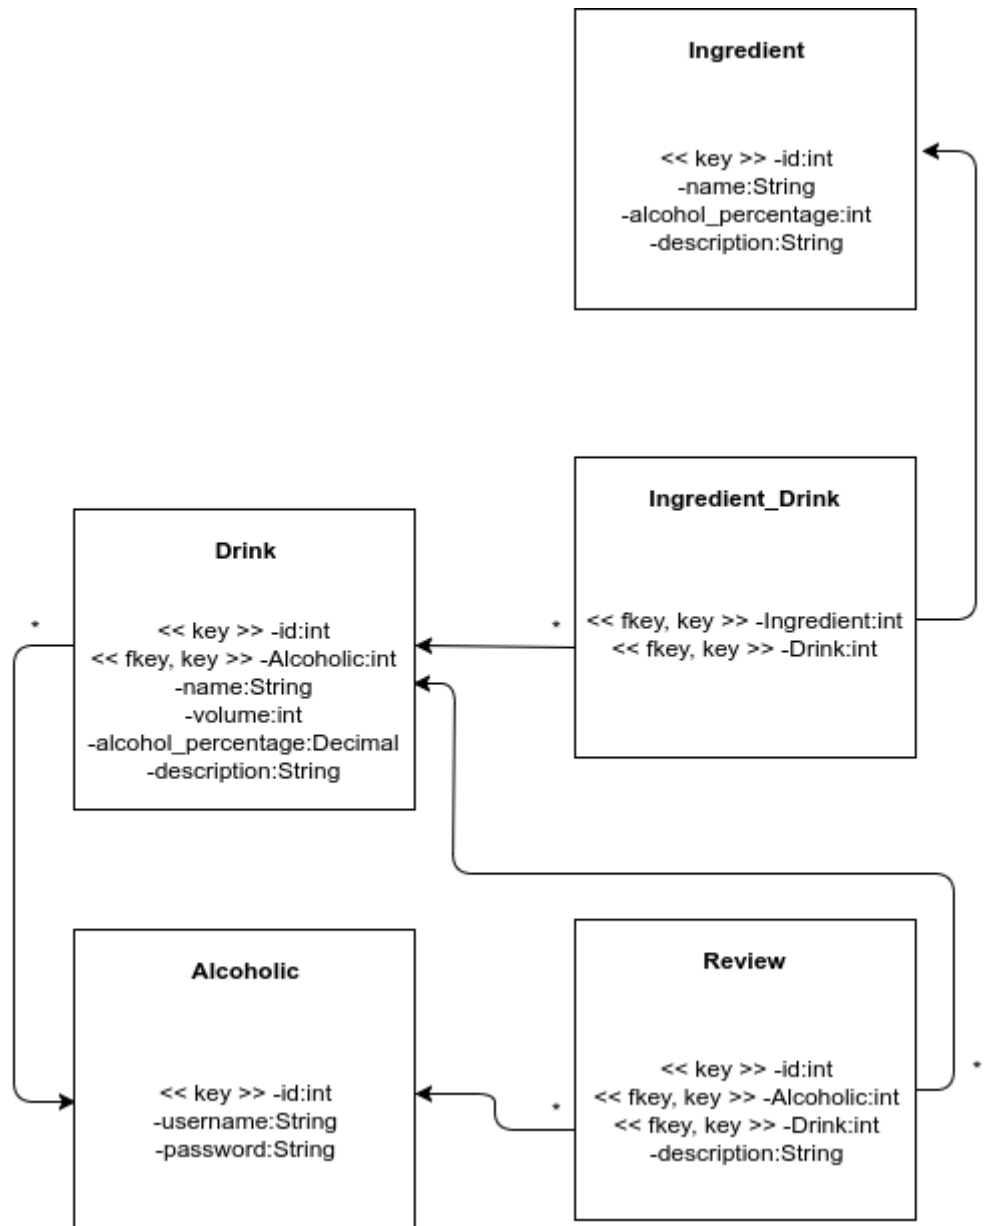 Ingredient
<< key >> -id:int
-name:String
-alcohol_percentage:int
-description:String
Ingredient_Drink
<< fkey, key >> -Ingredient:int
<< fkey, key >> -Drink:int
*
Drink
<< key >> -id:int
<< fkey, key >> -Alcoholic:int
-name:String
-volume:int
-alcohol_percentage:Decimal
-description:String
*
Alcoholic
<< key >> -id:int
-username:String
-password:String
Review
<< key >> -id:int
<< fkey, key >> -Alcoholic:int
<< fkey, key >> -Drink:int
-description:String
*
*